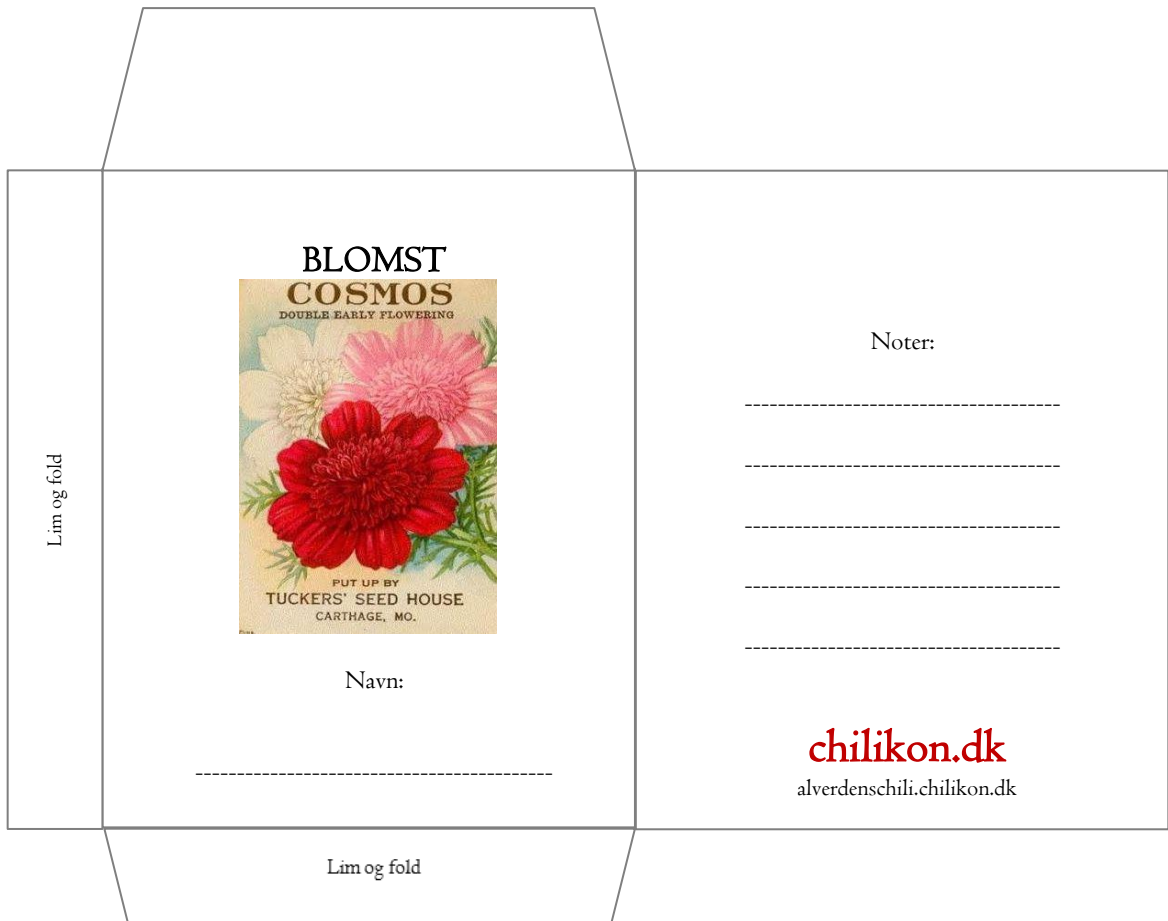 BLOMST
COSMOS
DOUBLE EARLY FLOWERING
PUT UP BY
TUCKERS' SEED HOUSE
CARTHAGE, MO.
Navn:
Lim og fold
Lim og fold
Noter:
chilikon.dk
alverdenschili.chilikon.dk